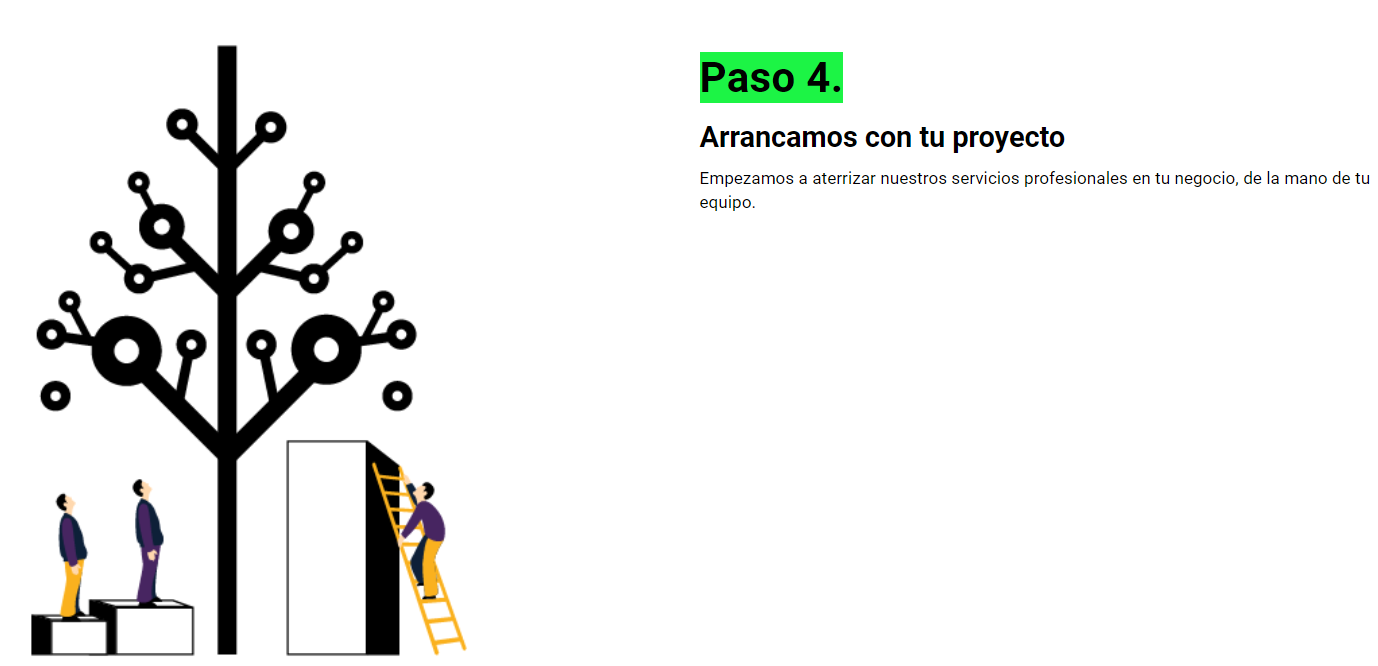 Paso 4.
Arrancamos con tu proyecto
Empezamos a aterrizar nuestros servicios profesionales en tu negocio, de la mano de tu
equipo.